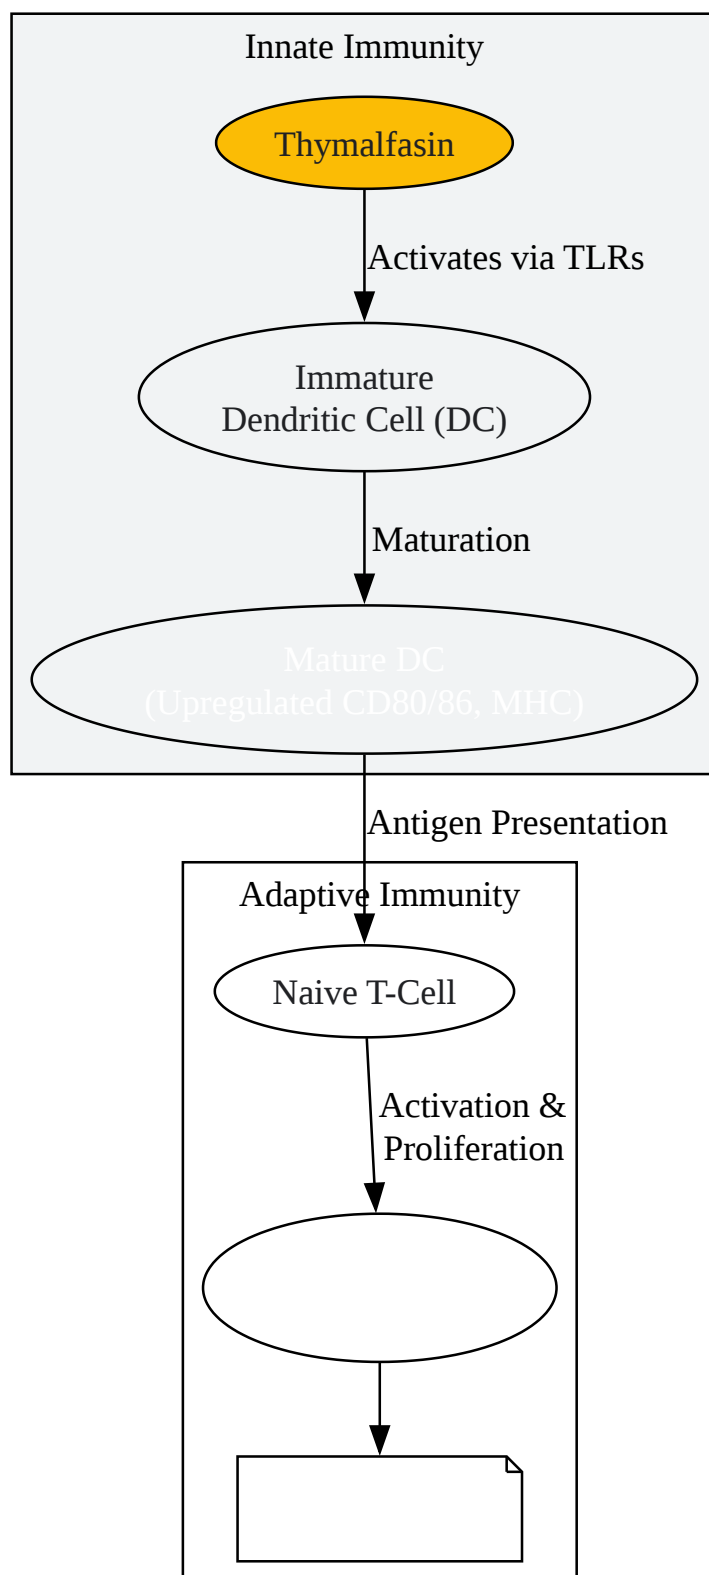 Innate Immunity
Thymalfasin
Activates via TLRs
Immature
Dendritic Cell (DC)
Maturation
Mature DC
(Upregulated CD80/86, MHC)
Antigen Presentation
Adaptive Immunity
Naive T-Cell
Activation &
Proliferation